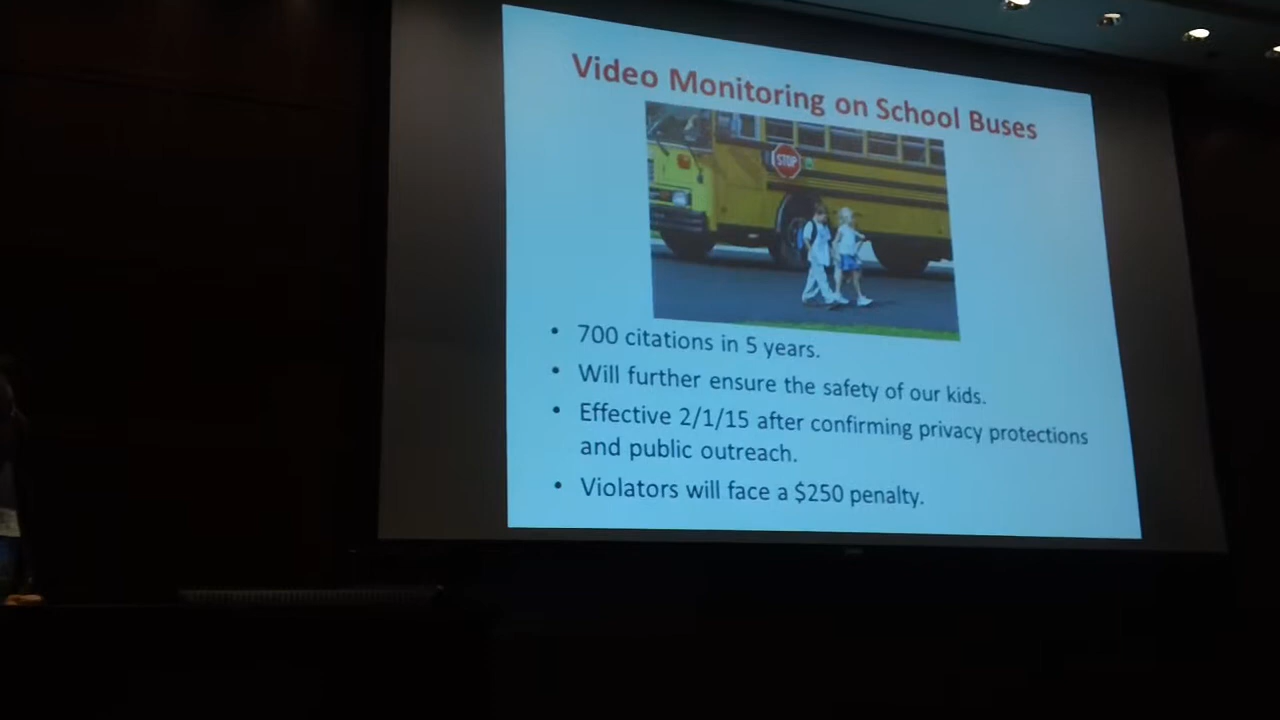 Video Monitoring on School Buses
STOP
• 700 citations in 5 years.
• Will further ensure the safety of our kids.
• Effective 2/1/15 after confirming privacy protections
and public outreach.
• Violators will face a $250 penalty.